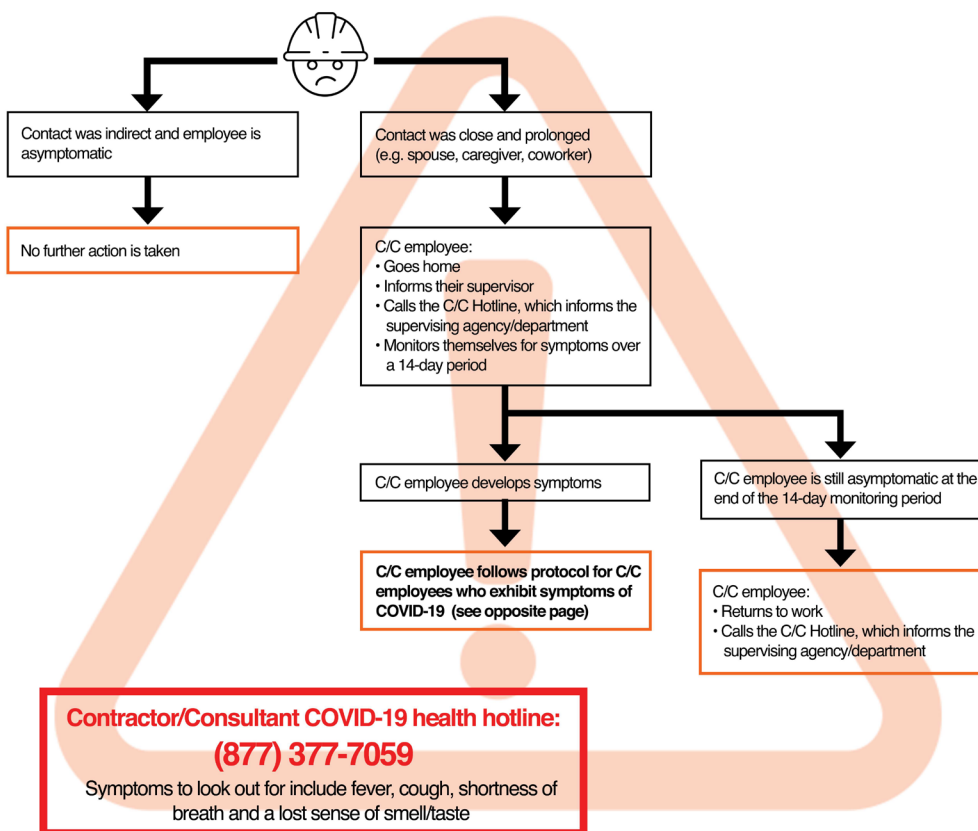 Contact was indirect and employee is
asymptomatic
Contact was close and prolonged
(e.g. spouse, caregiver, coworker)
No further action is taken
C/C employee:
• Goes home
• Informs their supervisor
• Calls the C/C Hotline, which informs the
supervising agency/department
• Monitors themselves for symptoms over
a 14-day period
C/C employee develops symptoms
C/C employee is still asymptomatic at the
end of the 14-day monitoring period
C/C employee follows protocol for C/C
employees who exhibit symptoms of
COVID-19 (see opposite page)
C/C employee:
• Returns to work
• Calls the C/C Hotline, which informs the
supervising agency/department
Contractor/Consultant COVID-19 health hotline:
(877) 377-7059
Symptoms to look out for include fever, cough, shortness of
breath and a lost sense of smell/taste